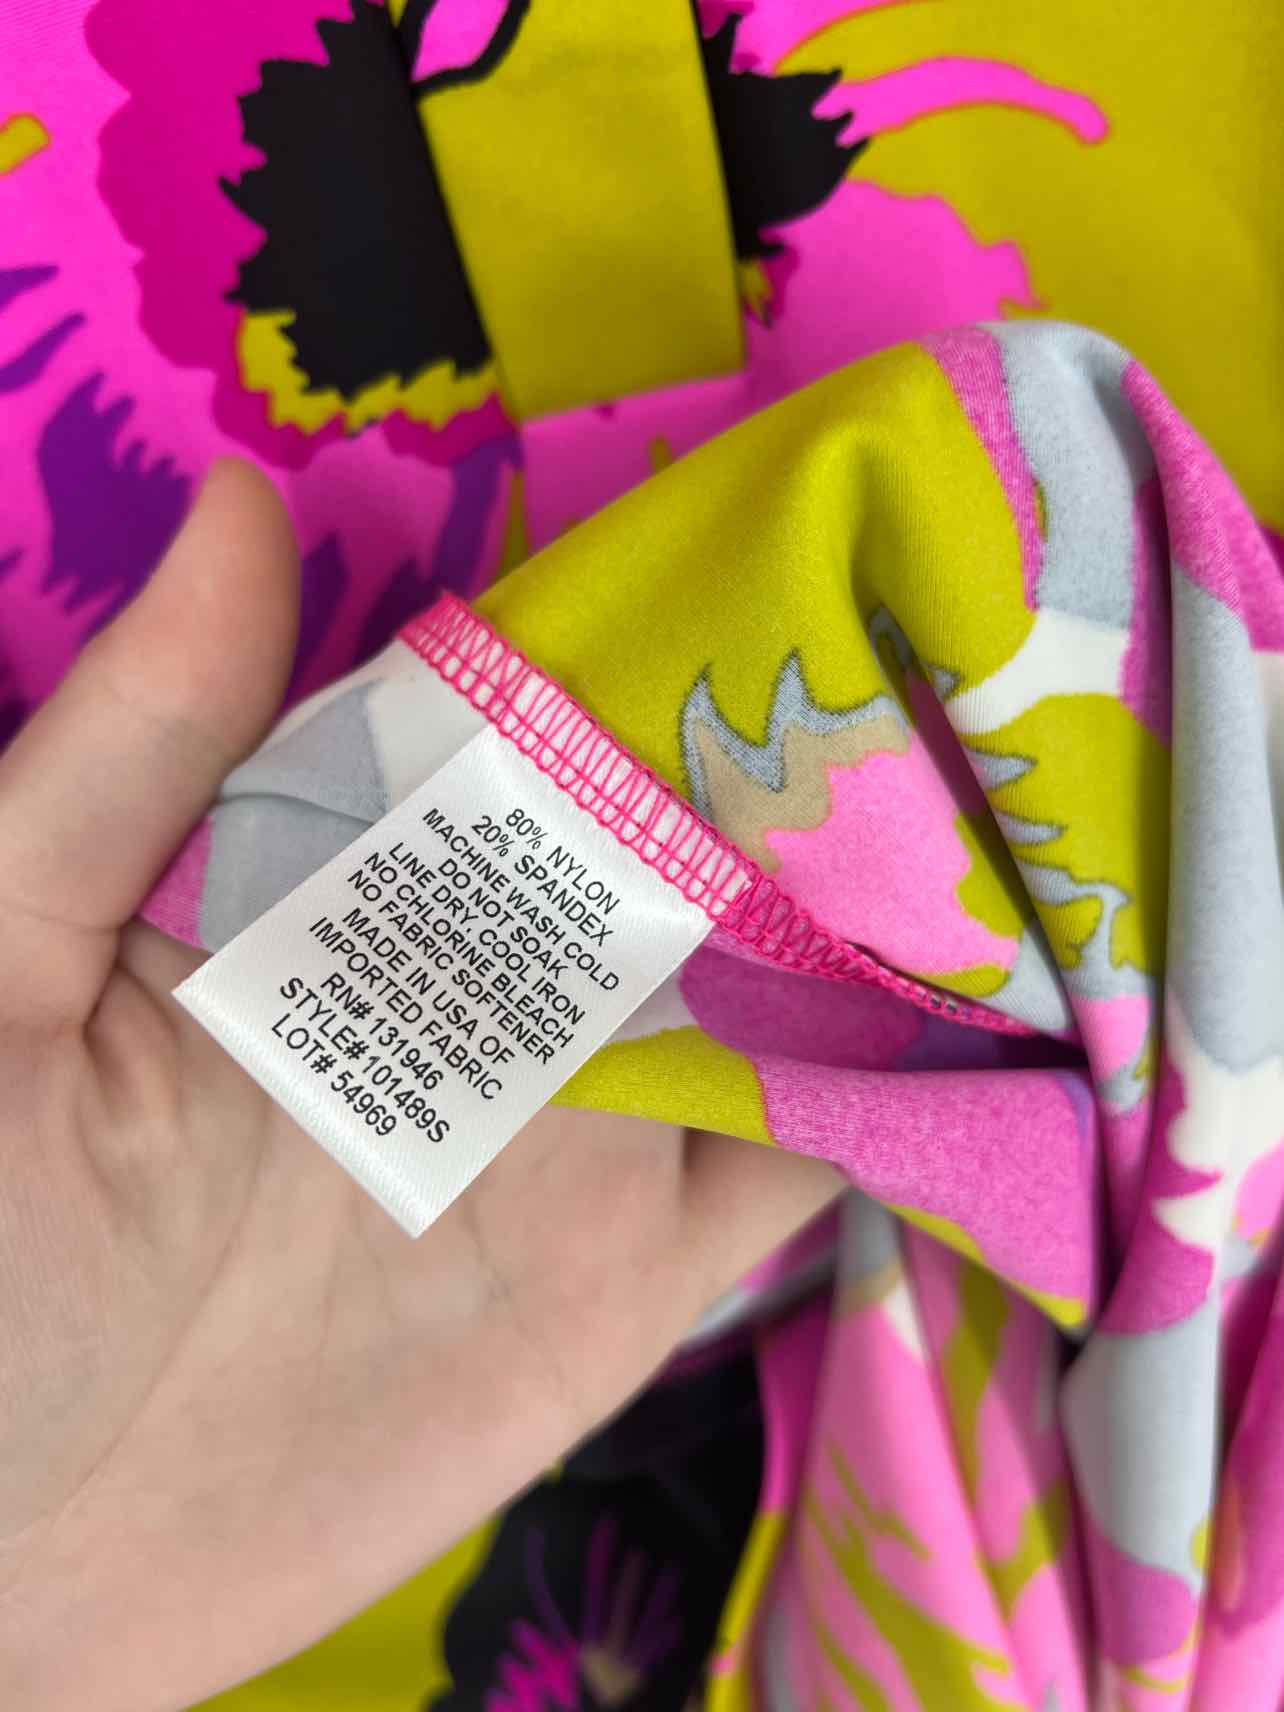 80% NYLON
20% SPANDEX
MACHINE WASH COLD
DO NOT SOAK
LINE DRY, COOL IRON
NO CHLORINE BLEACH
NO FABRIC SOFTENER
MADE IN USA OF
IMPORTED FABRIC
RN# 131946
STYLE# 101489S
LOT# 54969